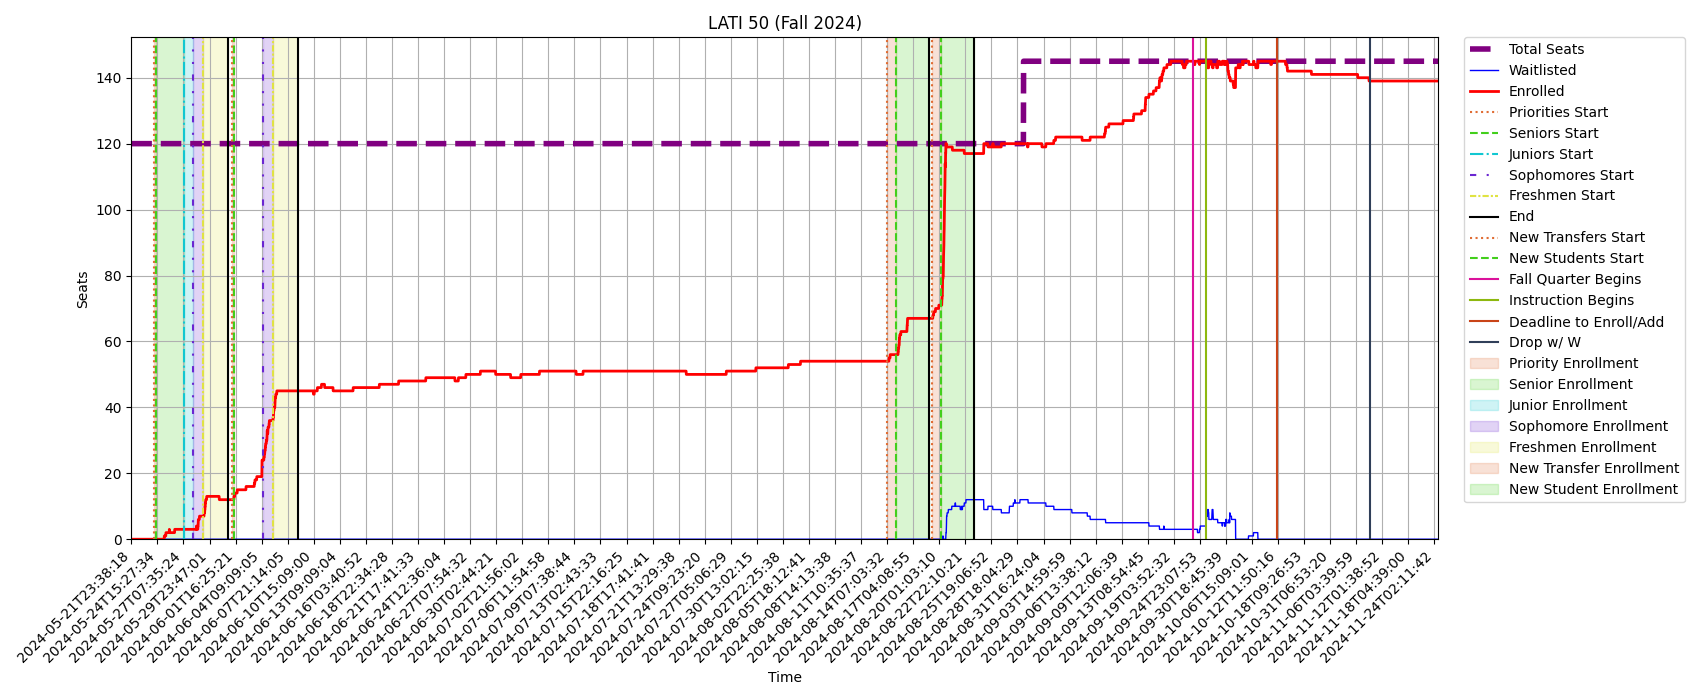 LATI 50 (Fall 2024)
Seats
140
120
100
80
60
40
20
0
2024-05-21T23:38:18
2024-05-24T15:27:34
2024-05-27T07:35:24
2024-05-29T23:47:01
2024-06-01T16:25:21
2024-06-04T09:09:05
2024-06-07T21:14:05
2024-06-10T15:09:00
2024-06-13T09:09:04
2024-06-16T03:40:52
2024-06-18T22:34:28
2024-06-21T17:41:33
2024-06-24T12:36:04
2024-06-27T07:54:32
2024-06-30T02:44:21
2024-07-02T21:56:02
2024-07-06T11:54:58
2024-07-09T07:38:44
2024-07-13T02:43:33
2024-07-15T22:16:25
2024-07-18T17:41:41
2024-07-21T13:29:38
2024-07-24T09:23:20
2024-07-27T05:06:29
2024-07-30T13:02:15
2024-08-02T22:25:38
2024-08-05T18:12:41
2024-08-08T14:13:38
2024-08-11T10:35:37
2024-08-14T07:03:32
2024-08-17T04:08:55
2024-08-20T01:03:10
2024-08-22T22:10:21
2024-08-25T19:06:52
2024-08-28T18:04:29
2024-08-31T16:24:04
2024-09-03T14:59:59
2024-09-06T13:38:12
2024-09-09T12:06:39
2024-09-13T08:54:45
2024-09-19T03:52:32
2024-09-24T23:07:53
2024-09-30T18:45:39
2024-10-06T15:09:01
2024-10-12T11:50:16
2024-10-18T09:26:53
2024-10-31T06:53:20
2024-11-06T03:39:59
2024-11-12T01:38:52
2024-11-18T04:39:00
2024-11-24T02:11:42
Time
Total Seats
Waitlisted
Enrolled
Priorities Start
Seniors Start
Juniors Start
Sophomores Start
Freshmen Start
End
New Transfers Start
New Students Start
Fall Quarter Begins
Instruction Begins
Deadline to Enroll/Add
Drop w/ W
Priority Enrollment
Senior Enrollment
Junior Enrollment
Sophomore Enrollment
Freshmen Enrollment
New Transfer Enrollment
New Student Enrollment